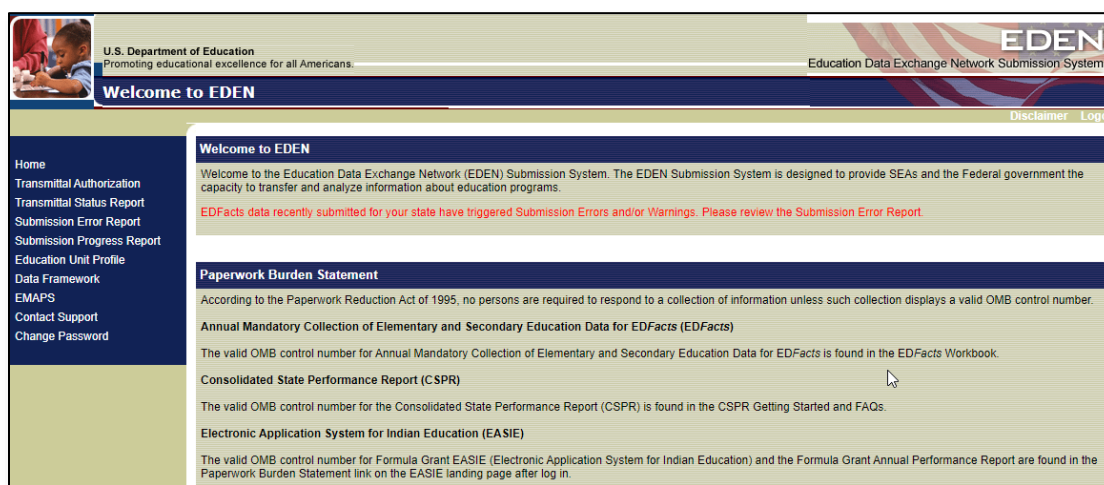 U.S. Department of Education
Promoting educational excellence for all Americans.
EDEN
Education Data Exchange Network Submission System
Welcome to EDEN
Disclaimer
Home
Transmittal Authorization
Transmittal Status Report
Submission Error Report
Submission Progress Report
Education Unit Profile
Data Framework
EMAPS
Contact Support
Change Password
Welcome to EDEN
Welcome to the Education Data Exchange Network (EDEN) Submission System. The EDEN Submission System is designed to provide SEAs and the Federal government the
capacity to transfer and analyze information about education programs.
EDFacts data recently submitted for your state have triggered Submission Errors and/or Warnings. Please review the Submission Error Report.
Paperwork Burden Statement
According to the Paperwork Reduction Act of 1995, no persons are required to respond to a collection of information unless such collection displays a valid OMB control number.
Annual Mandatory Collection of Elementary and Secondary Education Data for EDFacts (EDFacts)
The valid OMB control number for Annual Mandatory Collection of Elementary and Secondary Education Data for EDFacts is found in the EDFacts Workbook.
Consolidated State Performance Report (CSPR)
The valid OMB control number for the Consolidated State Performance Report (CSPR) is found in the CSPR Getting Started and FAQs.
Electronic Application System for Indian Education (EASIE)
The valid OMB control number for Formula Grant EASIE (Electronic Application System for Indian Education) and the Formula Grant Annual Performance Report are found in the
Paperwork Burden Statement link on the EASIE landing page after log in.